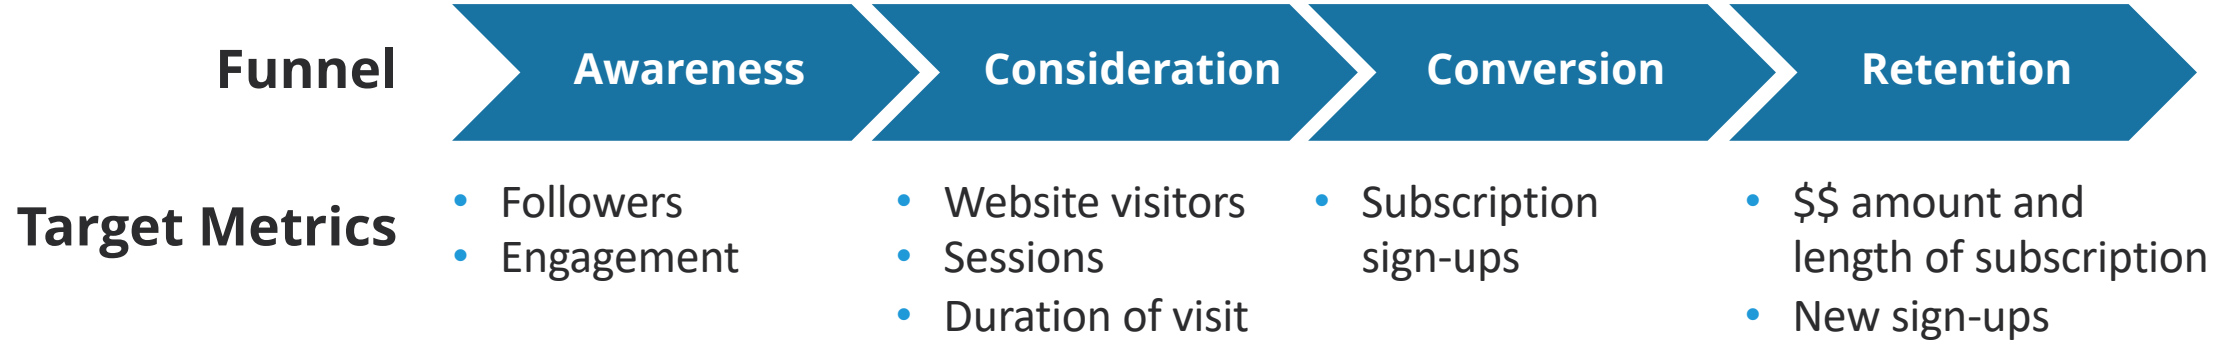 Funnel
Awareness
Consideration
Conversion
Retention
Target Metrics
• Followers
• Engagement
• Website visitors
• Sessions
• Duration of visit
• Subscription
sign-ups
• $$ amount and
length of subscription
• New sign-ups